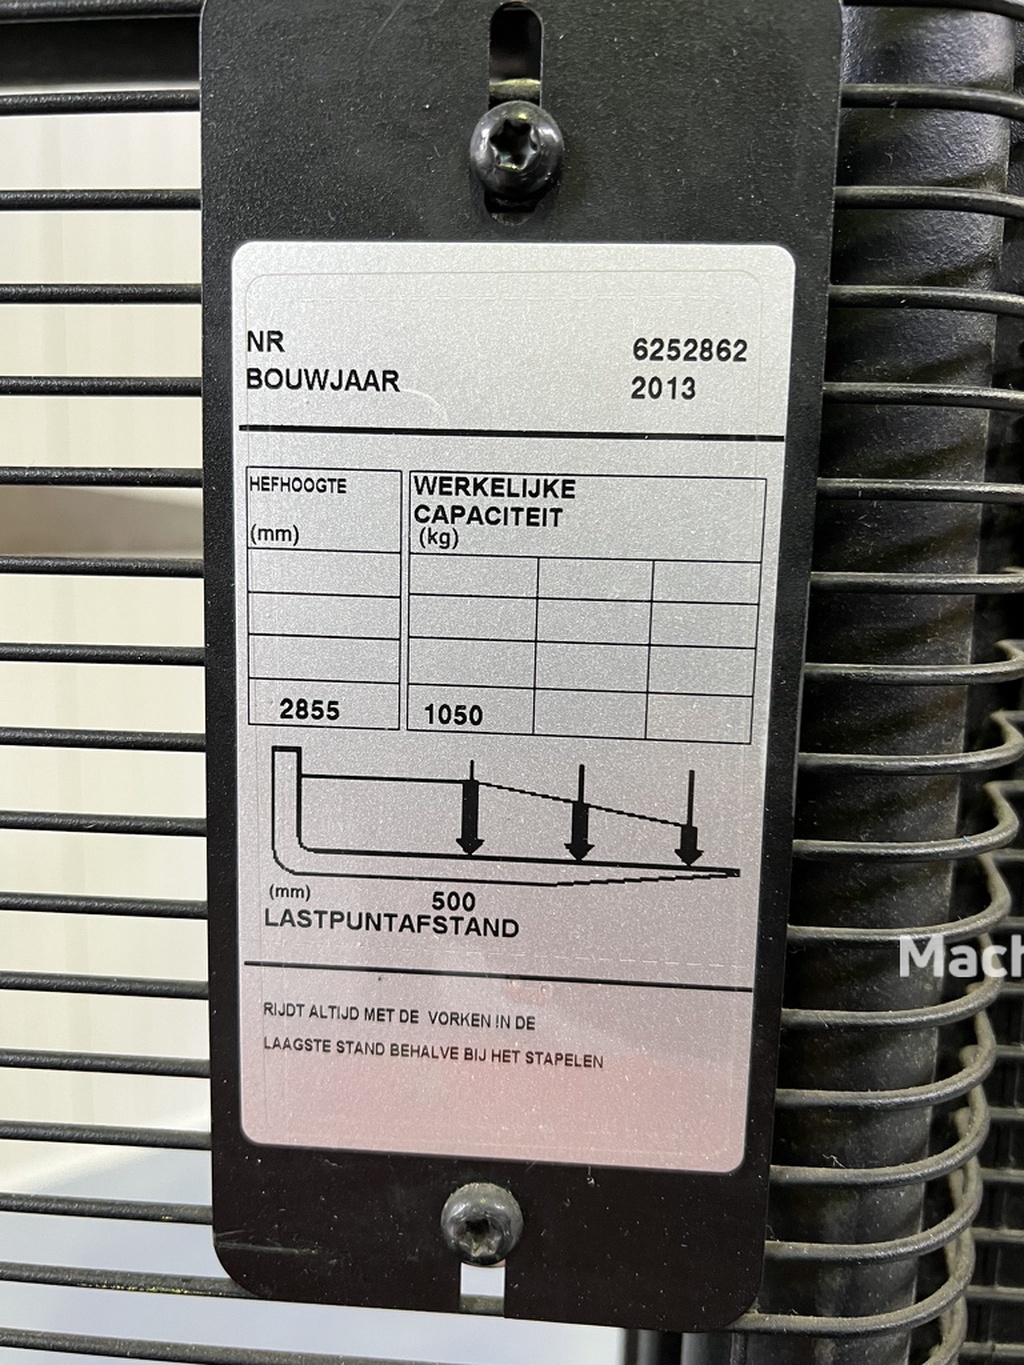 NR 6252862
BOUWJAAR 2013
HEFHOOGTE
(mm)
WERKELIJKE
CAPACITEIT
(kg)
2855 1050
(mm) 500
LASTPUNTAFSTAND
RIJDT ALTIJD MET DE VORKEN IN DE
LAAGSTE STAND BEHALVE BIJ HET STAPELEN
Mach